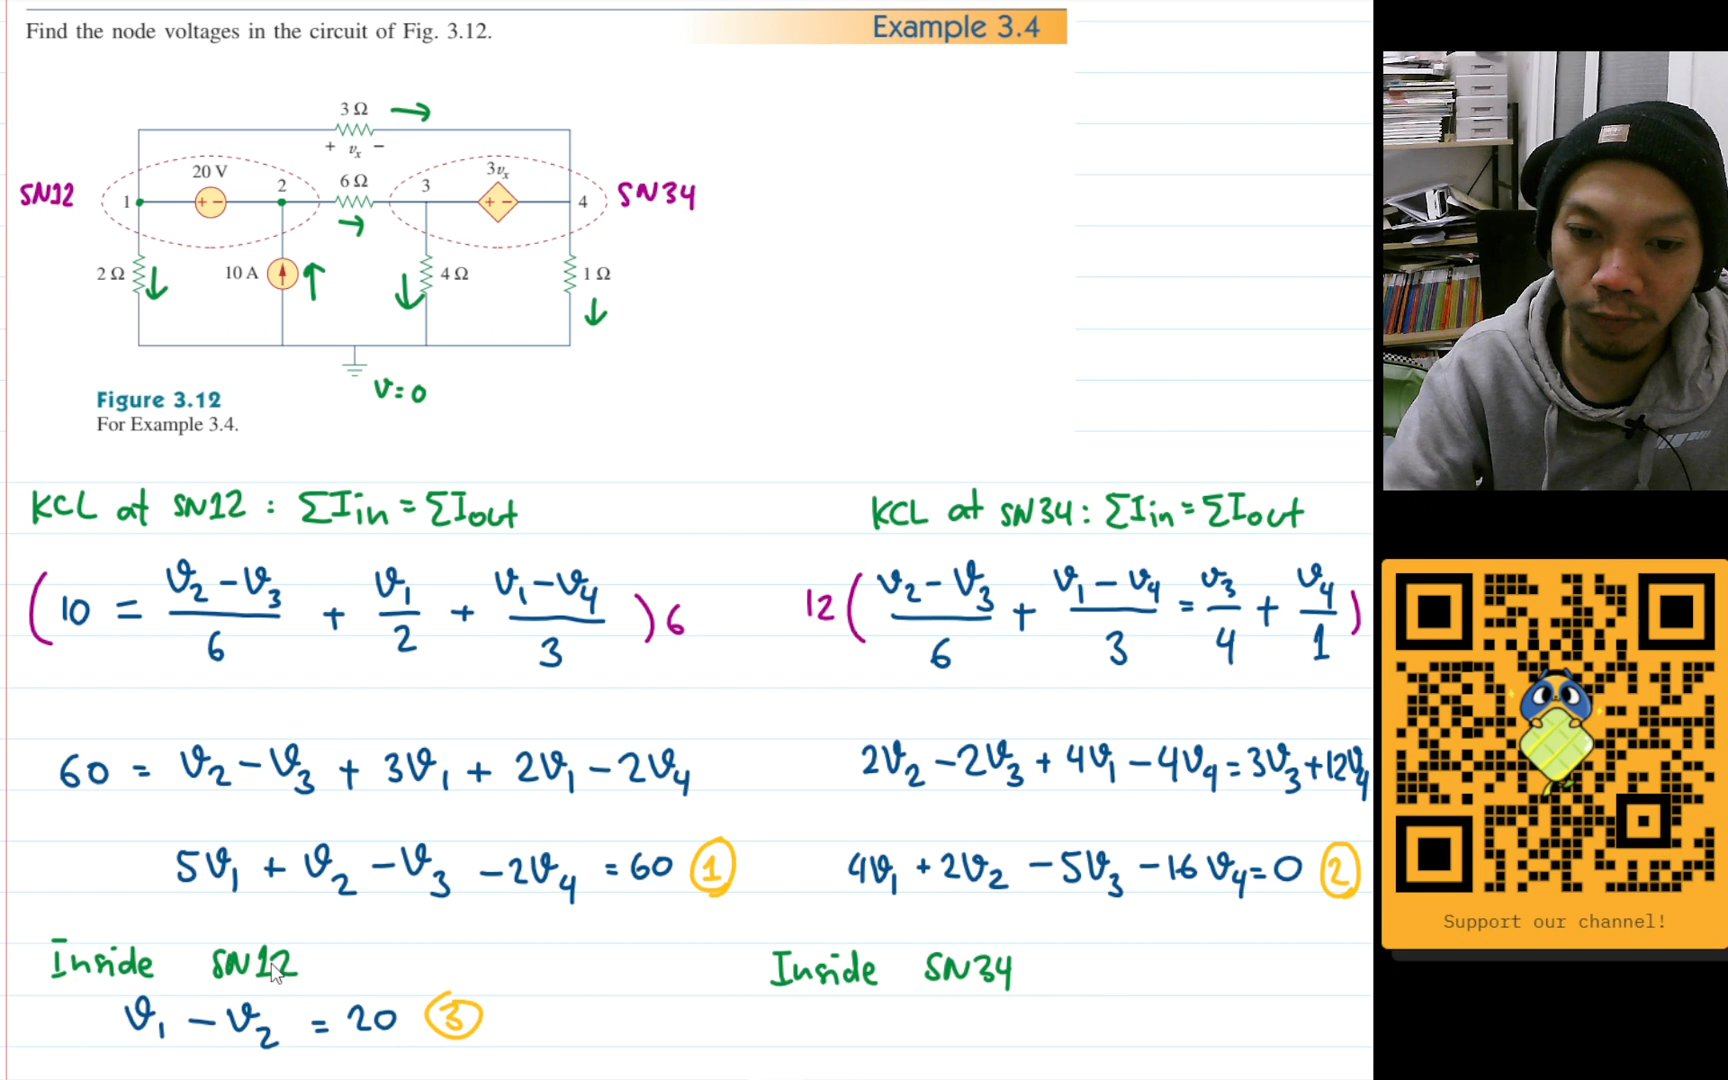 Find the node voltages in the circuit of Fig. 3.12.
Example 3.4
3 Ω
+ vx −
SN12
20 V
1
+ −
2
6 Ω
3
3vx
+ −
4
SN34
2 Ω
10 A
4 Ω
1 Ω
v = 0
Figure 3.12
For Example 3.4.
KCL at SN12 : ΣIin = ΣIout
(10 = (v2 − v3)/6 + v1/2 + (v1 − v4)/3) 6
60 = v2 − v3 + 3v1 + 2v1 − 2v4
5v1 + v2 − v3 − 2v4 = 60 ①
Inside SN12
v1 − v2 = 20 ③
KCL at SN34 : ΣIin = ΣIout
12 ((v2 − v3)/6 + (v1 − v4)/3 = v3/4 + v4/1)
2v2 − 2v3 + 4v1 − 4v4 = 3v3 + 12v4
4v1 + 2v2 − 5v3 − 16v4 = 0 ②
Inside SN34
Support our channel!